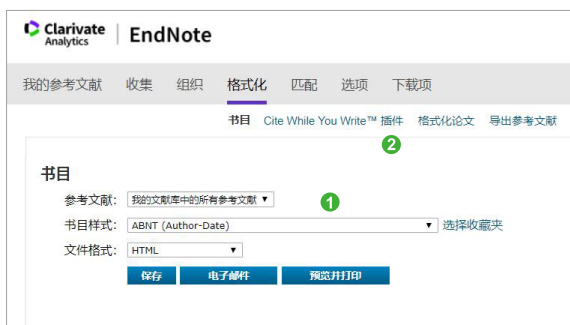 Clarivate
Analytics
EndNote
我的参考文献 收集 组织 格式化 匹配 选项 下载项
书目 Cite While You Write™ 插件 格式化论文 导出参考文献
2
书目
参考文献: 我的文献库中的所有参考文献 ▼
1
书目样式: ABNT (Author-Date) ▼ 选择收藏夹
文件格式: HTML ▼
保存 电子邮件 预览并打印